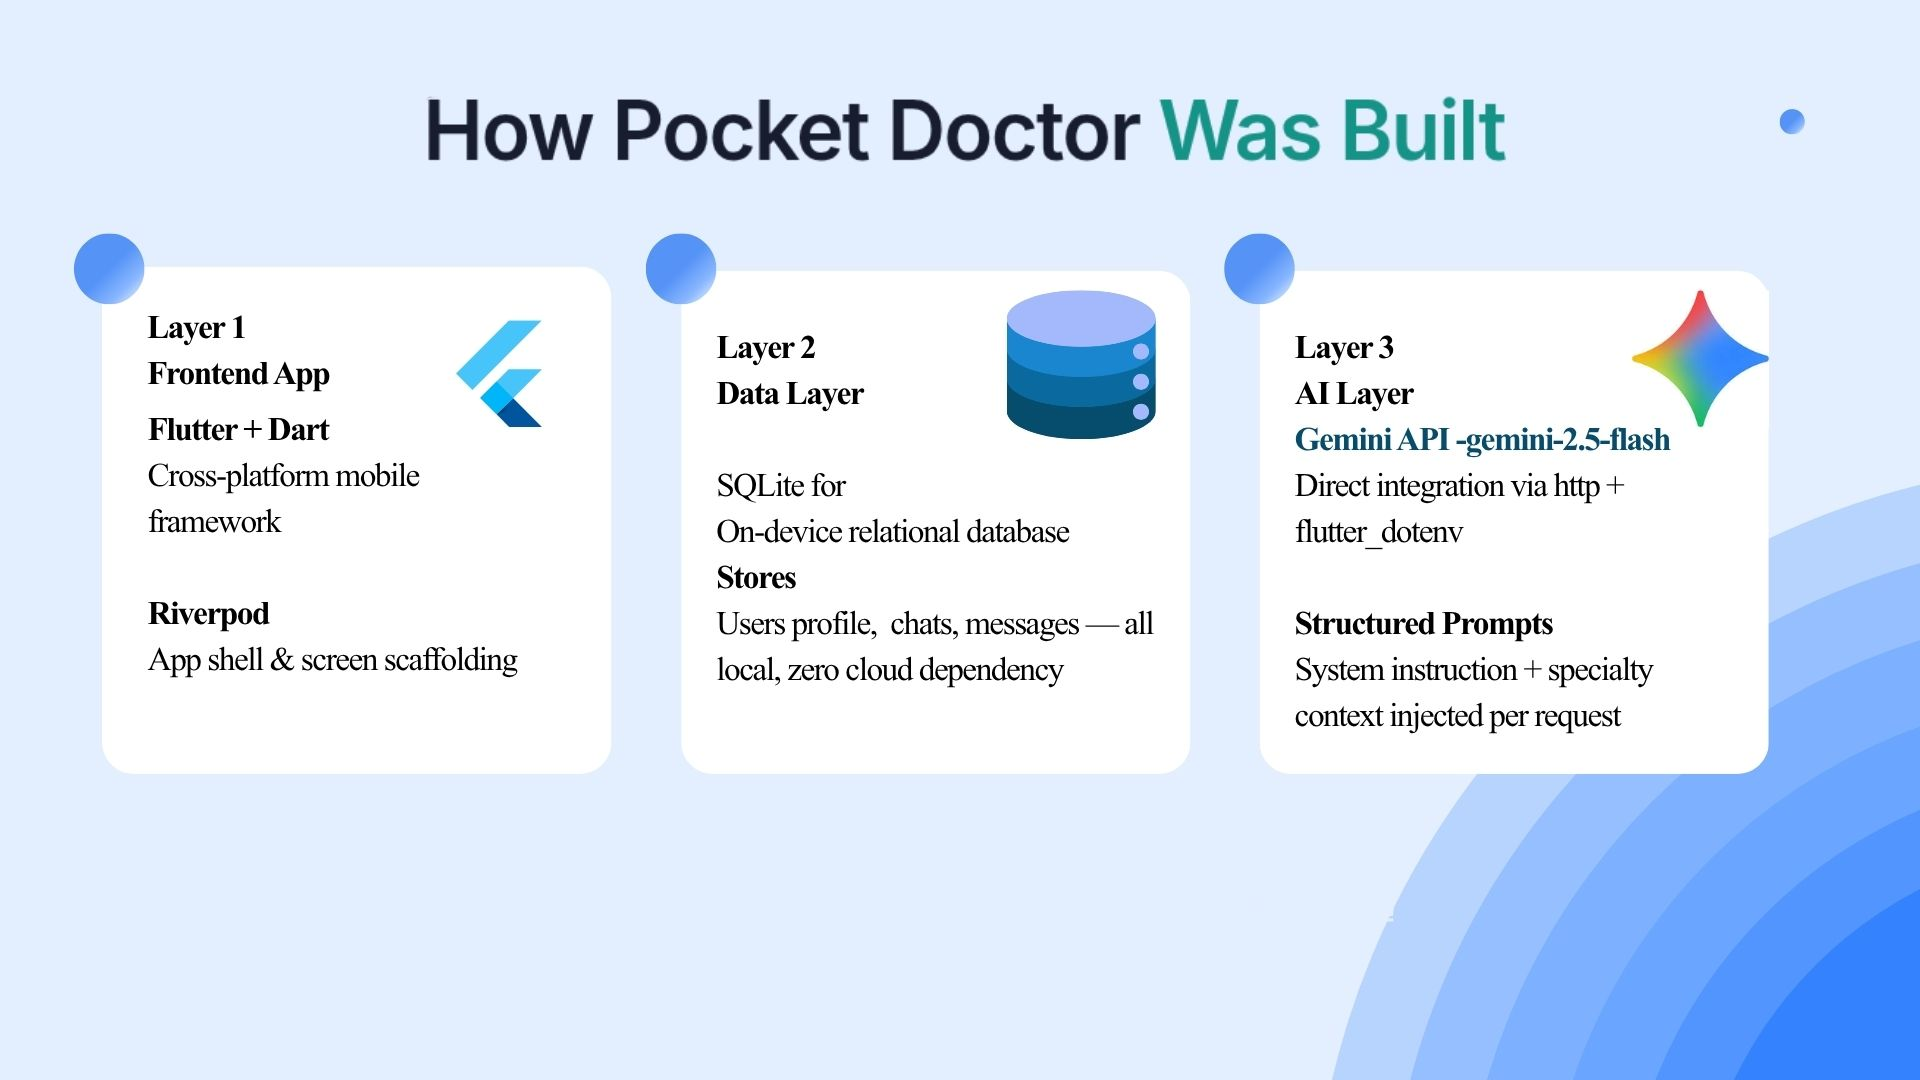 How Pocket Doctor Was Built
Layer 1
Frontend App
Flutter + Dart
Cross-platform mobile
framework
Riverpod
App shell & screen scaffolding
Layer 2
Data Layer
SQLite for
On-device relational database
Stores
Users profile,  chats, messages — all
local, zero cloud dependency
Layer 3
AI Layer
Gemini API -gemini-2.5-flash
Direct integration via http +
flutter_dotenv
Structured Prompts
System instruction + specialty
context injected per request